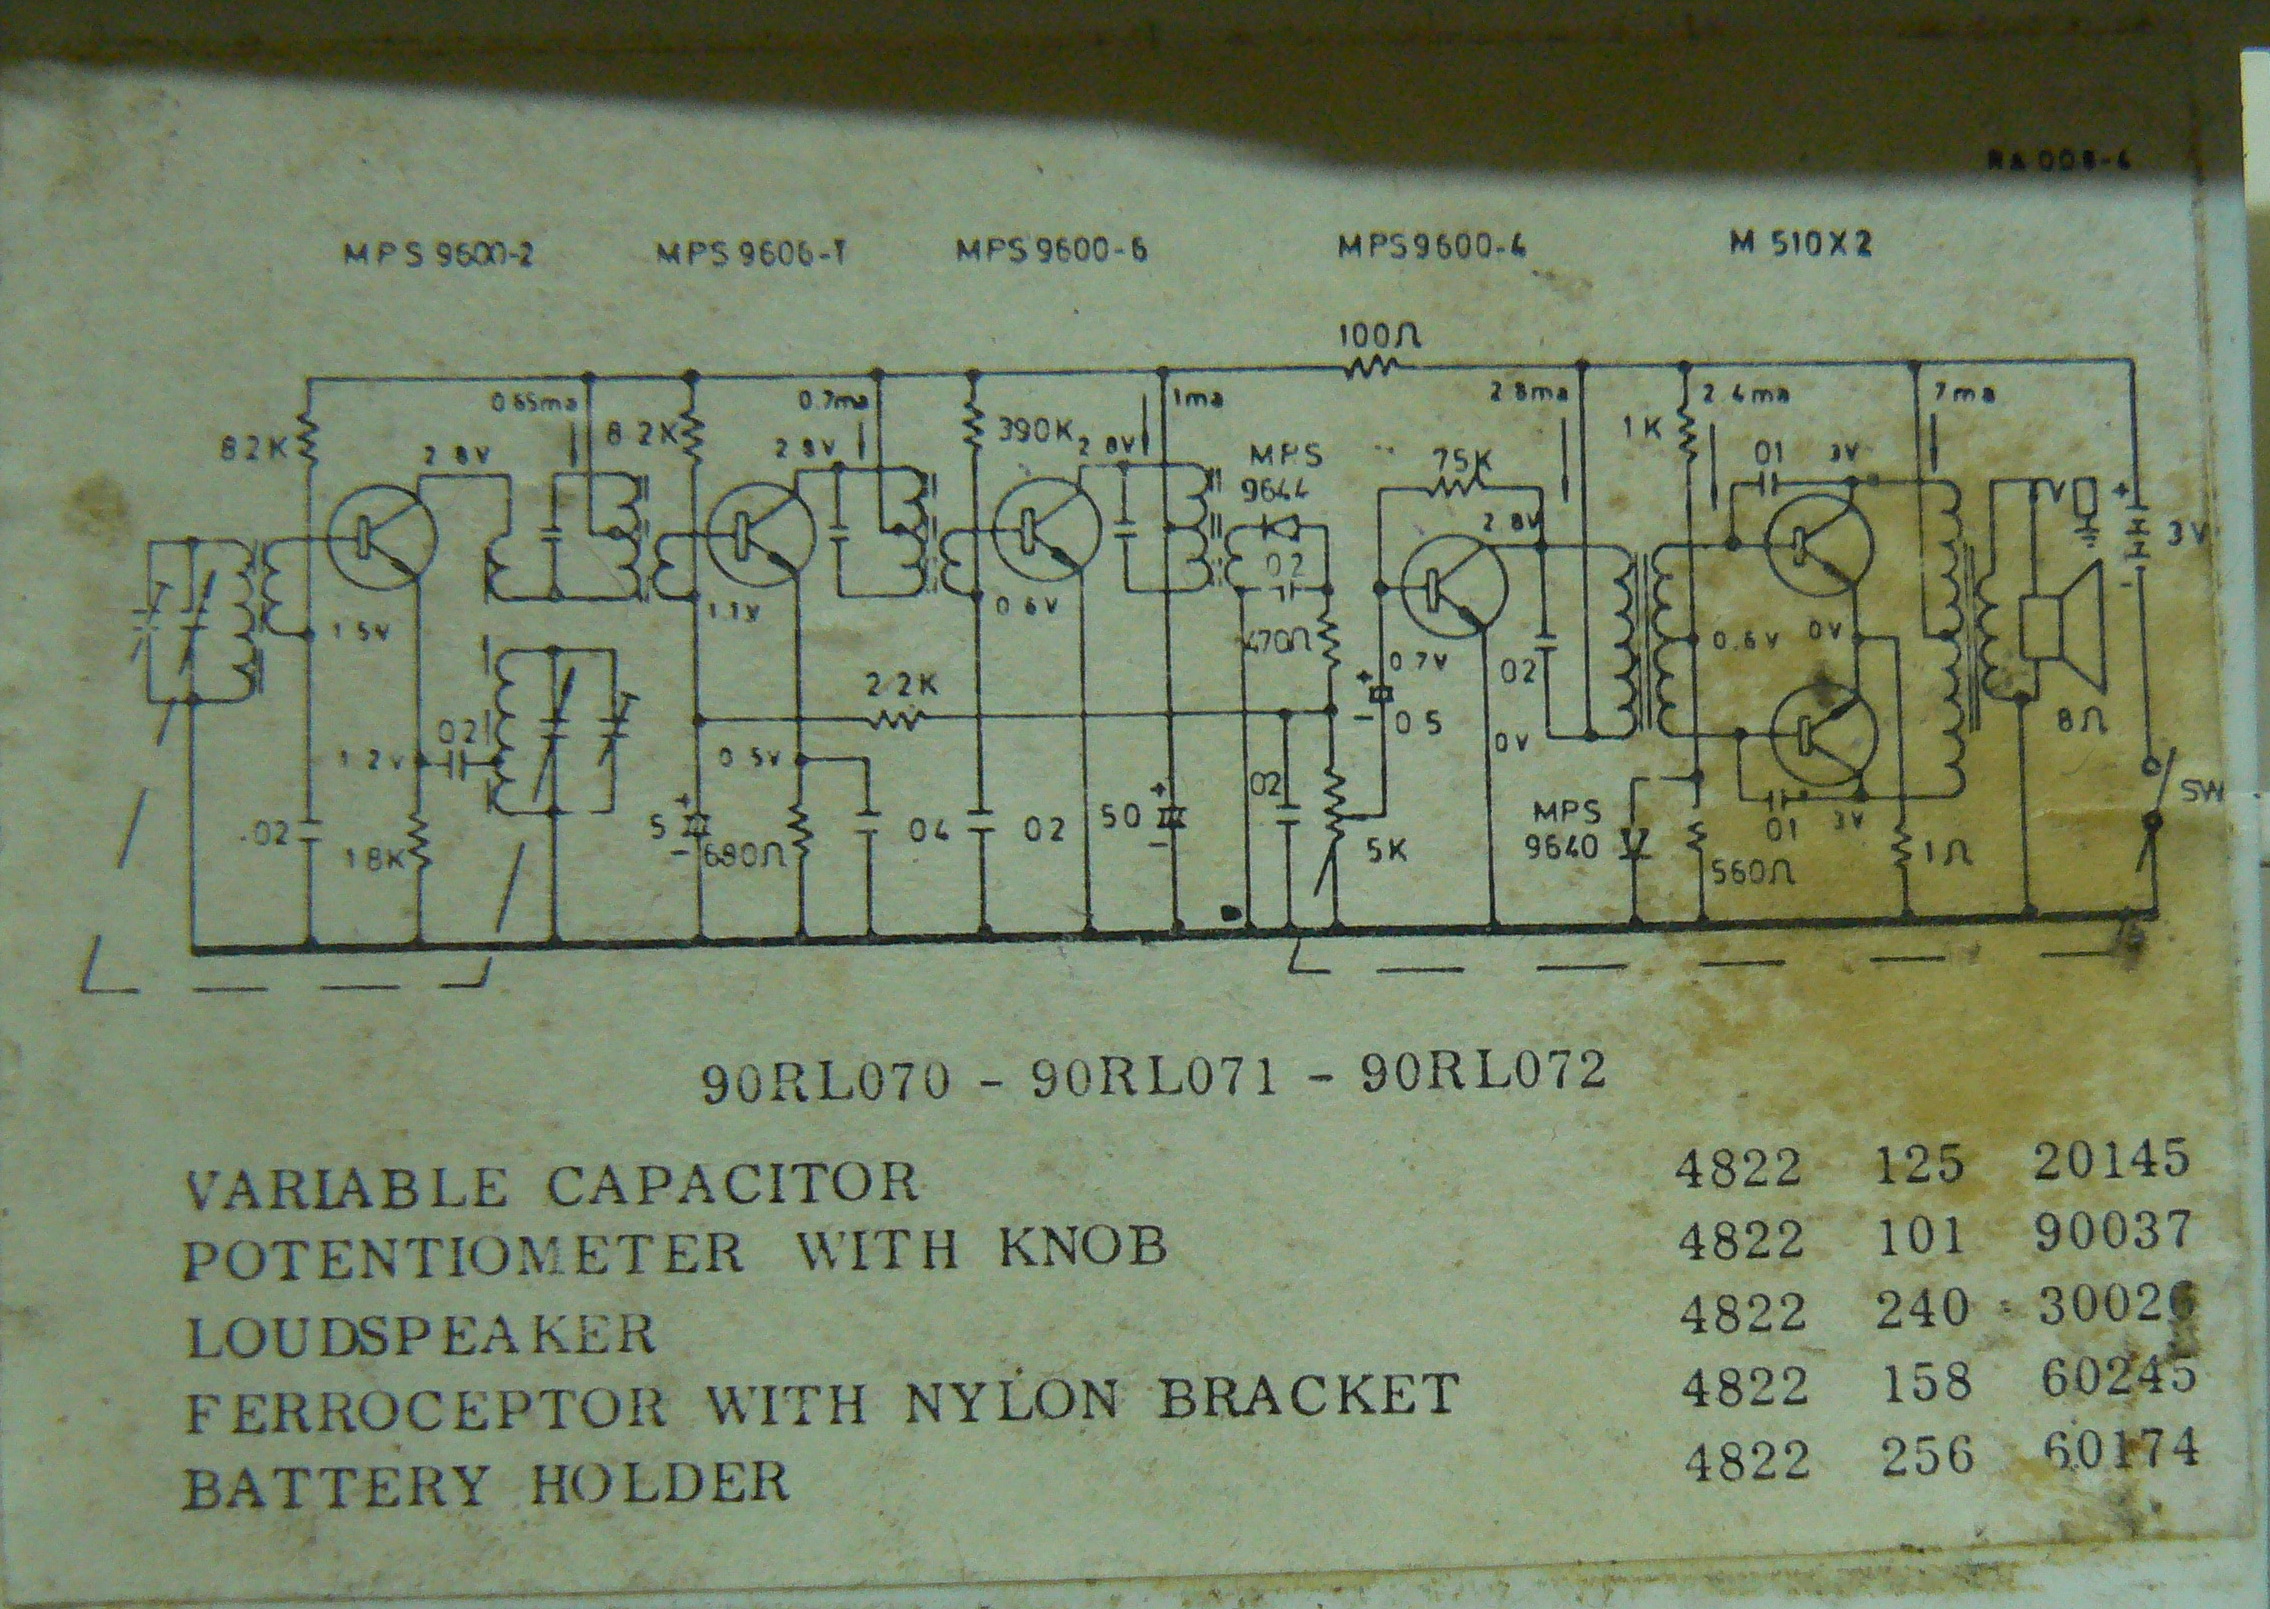 RA 008-4
MPS 9600-2 MPS 9606-1 MPS 9600-6 MPS9600-4 M 510X2
100Ω
0.65ma 0.7ma 1ma 2.8ma 2.4ma 7ma
82K 8.2K 390K 1K
2.8V 2.8V 2.8V MPS 9644 75K 01 3V
2.8V + 3V
02 -
1.5V 1.1V 0.6V 470Ω 0.7V 02 0.6V 0V
2.2K + - 0.5 8Ω
1.2V 02 0.5V 0V
.02 1.8K + 5 - 680Ω 04 02 + 50 - 02 5K MPS 9640 560Ω 01 3V 1Ω SW
90RL070 - 90RL071 - 90RL072
VARIABLE CAPACITOR 4822 125 20145
POTENTIOMETER WITH KNOB 4822 101 90037
LOUDSPEAKER 4822 240 30026
FERROCEPTOR WITH NYLON BRACKET 4822 158 60245
BATTERY HOLDER 4822 256 60174